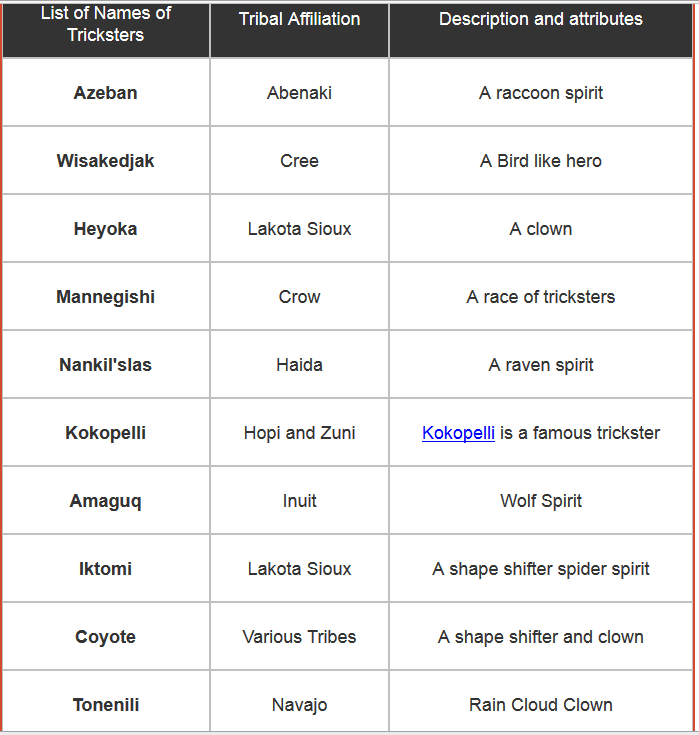 List of Names of
Tricksters
Tribal Affiliation
Description and attributes
Azeban
Abenaki
A raccoon spirit
Wisakedjak
Cree
A Bird like hero
Heyoka
Lakota Sioux
A clown
Mannegishi
Crow
A race of tricksters
Nankil'slas
Haida
A raven spirit
Kokopelli
Hopi and Zuni
Kokopelli is a famous trickster
Amaguq
Inuit
Wolf Spirit
Iktomi
Lakota Sioux
A shape shifter spider spirit
Coyote
Various Tribes
A shape shifter and clown
Tonenili
Navajo
Rain Cloud Clown